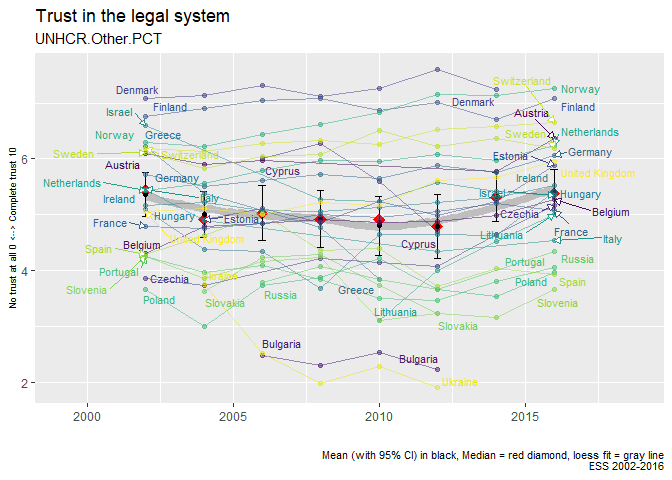 Trust in the legal system
UNHCR.Other.PCT
No trust at all 0 <--> Complete trust 10
6
4
2
2000
2005
2010
2015
Denmark
Finland
Israel
Norway
Greece
Sweden
Switzerland
Austria
Germany
Netherlands
Italy
Ireland
Hungary
Estonia
France
United Kingdom
Belgium
Spain
Portugal
Czechia
Ukraine
Slovenia
Poland
Slovakia
Russia
Cyprus
Bulgaria
Greece
Cyprus
Lithuania
Slovakia
Bulgaria
Ukraine
Denmark
Switzerland
Norway
Finland
Austria
Sweden
Netherlands
Estonia
Germany
Ireland
United Kingdom
Israel
Hungary
Czechia
Belgium
Lithuania
France
Italy
Portugal
Russia
Poland
Spain
Slovenia
Mean (with 95% CI) in black, Median = red diamond, loess fit = gray line
ESS 2002-2016